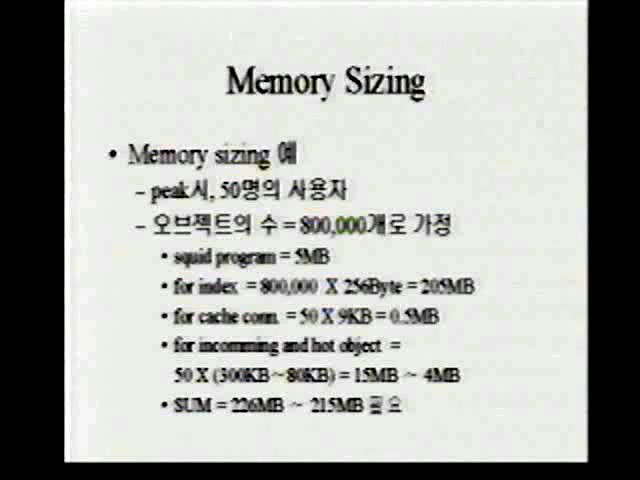 Memory Sizing
• Memory sizing 예
– peak시, 50명의 사용자
– 오브젝트의 수 = 800,000개로 가정
• squid program = 5MB
• for index = 800,000 X 256Byte = 205MB
• for cache conn. = 50 X 9KB = 0.5MB
• for incomming and hot object =
50 X (300KB~80KB) = 15MB ~ 4MB
• SUM = 226MB ~ 215MB 필요